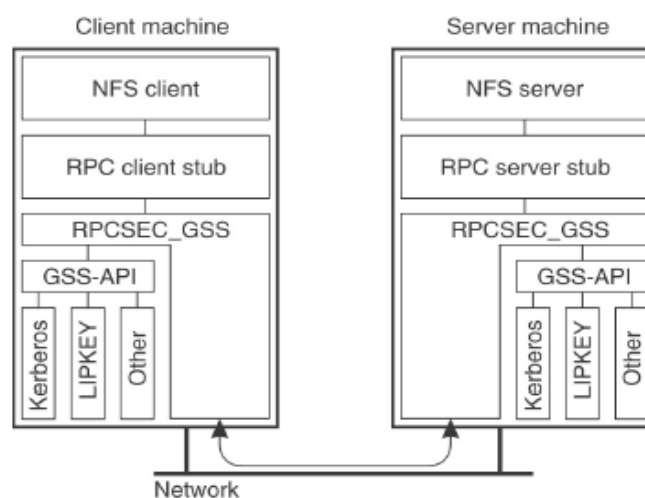 Client machine
Server machine
NFS client
NFS server
RPC client stub
RPC server stub
RPCSEC_GSS
RPCSEC_GSS
GSS-API
GSS-API
Kerberos
LIPKEY
Other
Kerberos
LIPKEY
Other
Network